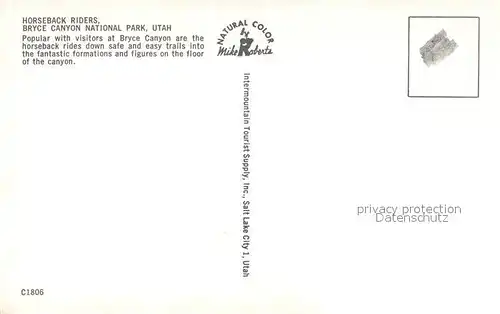 HORSEBACK RIDERS,
BRYCE CANYON NATIONAL PARK, UTAH
Popular with visitors at Bryce Canyon are the
horseback rides down safe and easy trails into
the fantastic formations and figures on the floor
of the canyon.
NATURAL COLOR
by
Mike Roberts
Intermountain Tourist Supply, Inc., Salt Lake City 1, Utah
privacy protection
Datenschutz
C1806